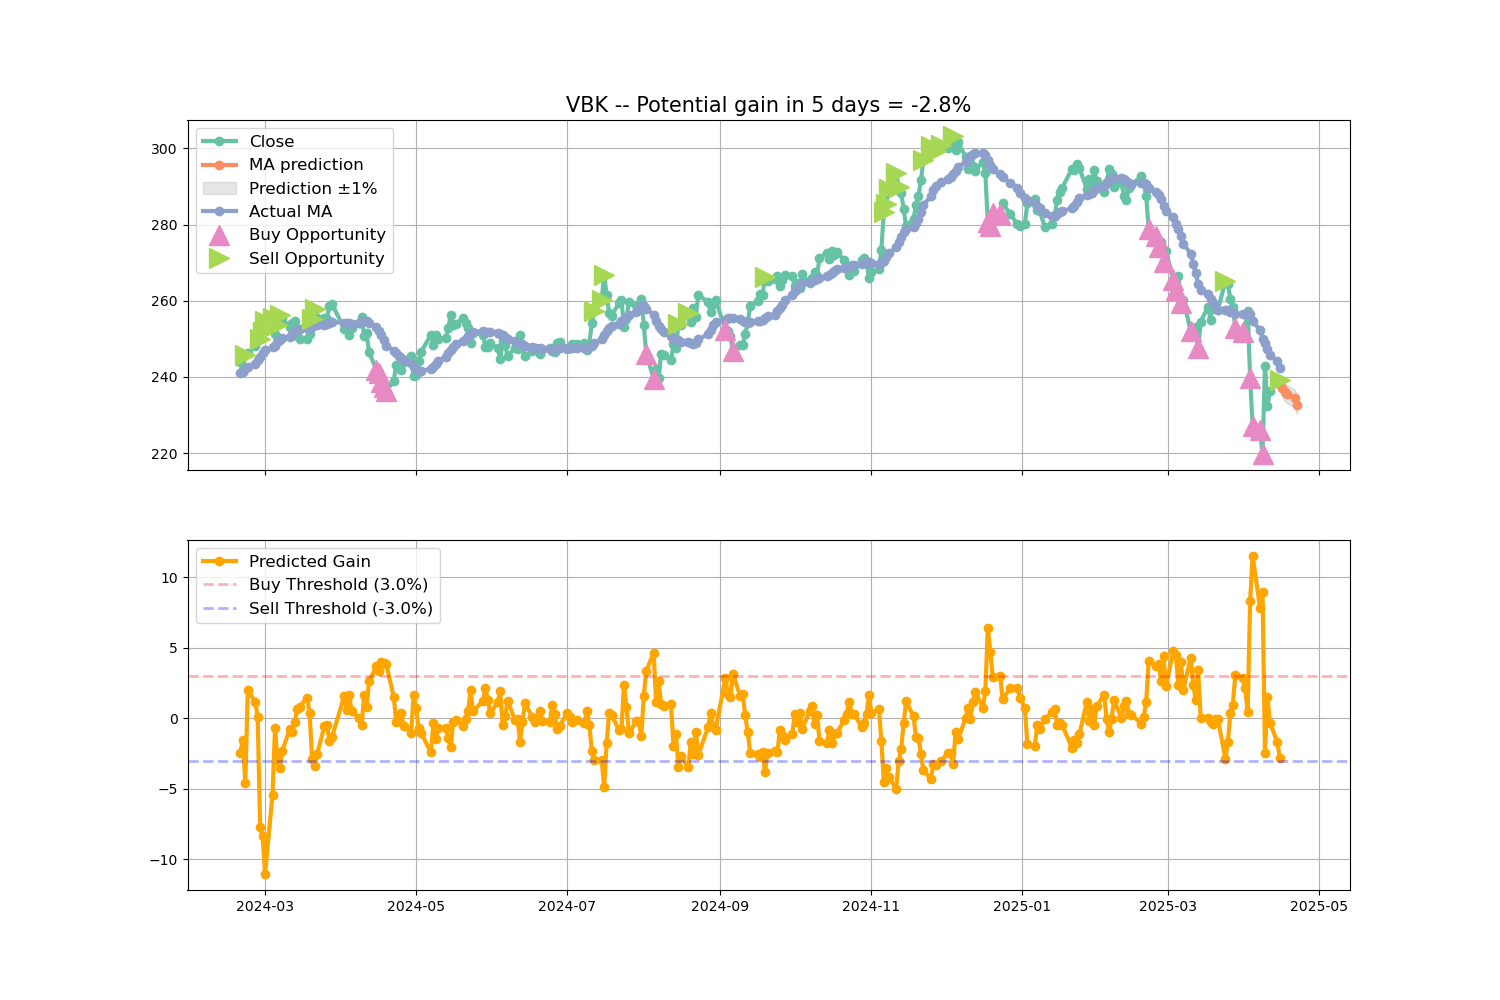 VBK -- Potential gain in 5 days = -2.8%
Close
MA prediction
Prediction ±1%
Actual MA
Buy Opportunity
Sell Opportunity
300
280
260
240
220
Predicted Gain
Buy Threshold (3.0%)
Sell Threshold (-3.0%)
10
5
0
−5
−10
2024-03 2024-05 2024-07 2024-09 2024-11 2025-01 2025-03 2025-05